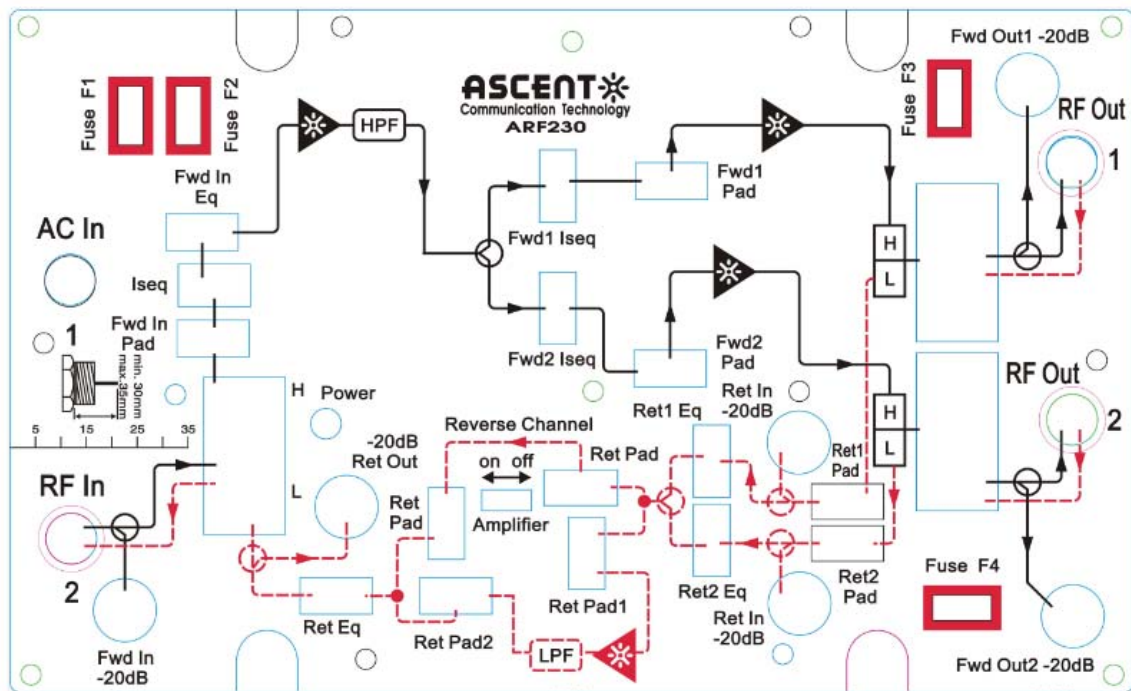 Fuse F1
Fuse F2
ASCENT
Communication Technology
ARF230
Fuse F3
Fwd Out1 -20dB
RF Out
1
HPF
Fwd In
Eq
Fwd1
Pad
AC In
Iseq
Fwd1 Iseq
H
L
Fwd In
Pad
1
min. 30mm
max.35mm
Fwd2 Iseq
Fwd2
Pad
H
Power
Ret1 Eq
Ret In
-20dB
H
L
RF Out
2
5 15 25 35
Reverse Channel
-20dB
Ret Out
on off
Ret Pad
Ret1
Pad
RF In
L
Ret
Pad
Amplifier
2
Ret Eq
Ret Pad2
Ret Pad1
Ret2 Eq
Ret In
-20dB
Ret2
Pad
Fuse F4
LPF
Fwd In
-20dB
Fwd Out2 -20dB